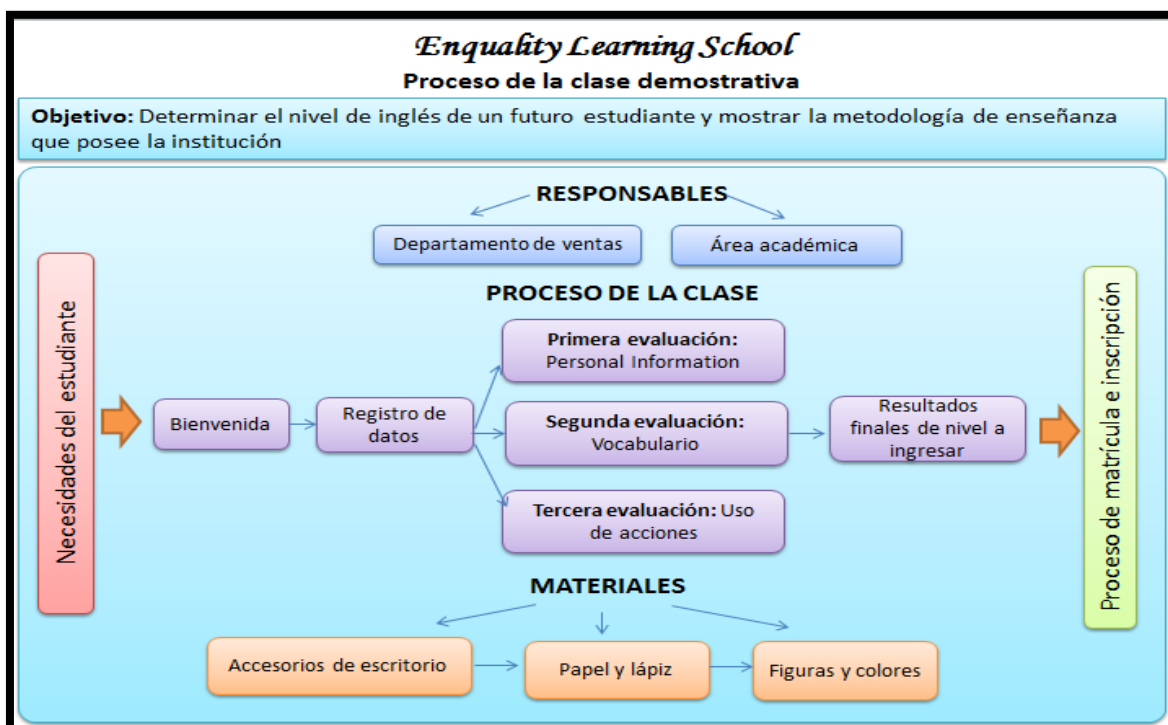 Enquality Learning School
Proceso de la clase demostrativa
Objetivo: Determinar el nivel de inglés de un futuro estudiante y mostrar la metodología de enseñanza
que posee la institución
RESPONSABLES
Departamento de ventas
Área académica
PROCESO DE LA CLASE
Necesidades del estudiante
Bienvenida
Registro de
datos
Primera evaluación:
Personal Information
Segunda evaluación:
Vocabulario
Tercera evaluación: Uso
de acciones
Resultados
finales de nivel a
ingresar
Proceso de matrícula e inscripción
MATERIALES
Accesorios de escritorio
Papel y lápiz
Figuras y colores